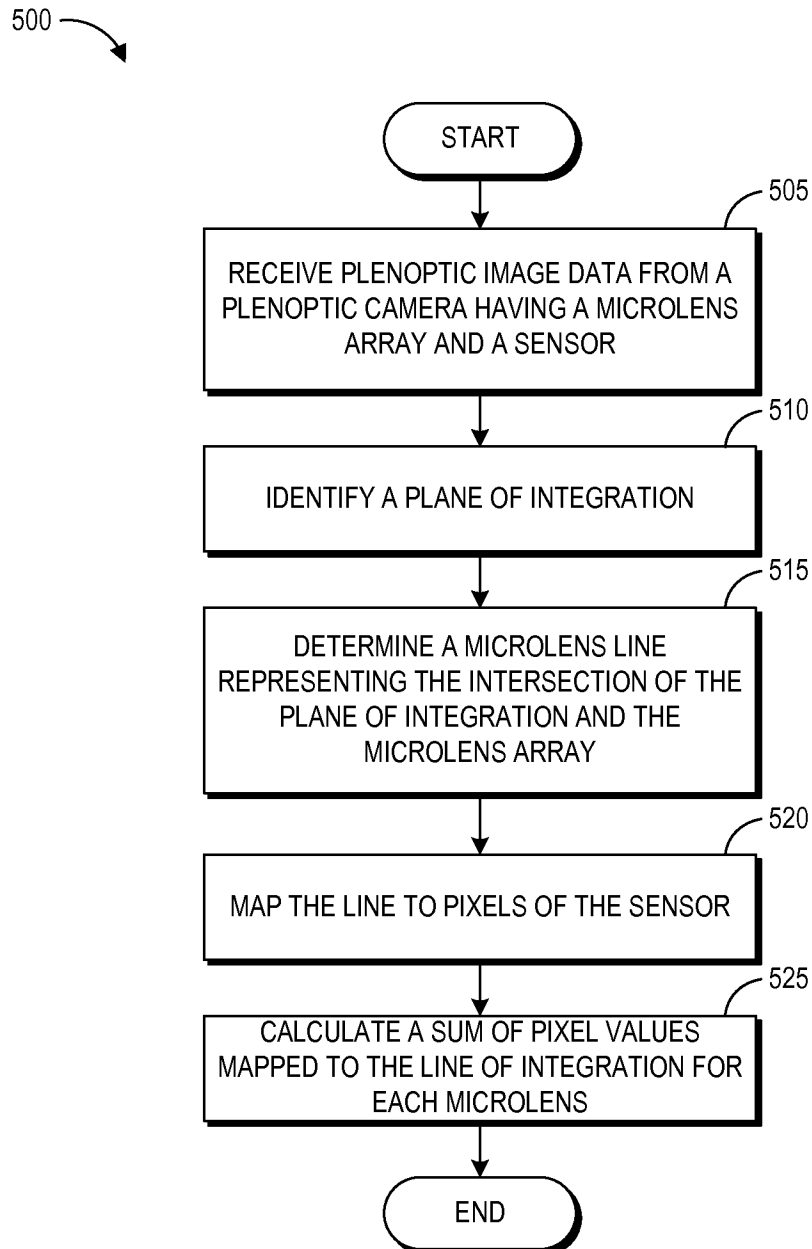 500
START
505
RECEIVE PLENOPTIC IMAGE DATA FROM A
PLENOPTIC CAMERA HAVING A MICROLENS
ARRAY AND A SENSOR
510
IDENTIFY A PLANE OF INTEGRATION
515
DETERMINE A MICROLENS LINE
REPRESENTING THE INTERSECTION OF THE
PLANE OF INTEGRATION AND THE
MICROLENS ARRAY
520
MAP THE LINE TO PIXELS OF THE SENSOR
525
CALCULATE A SUM OF PIXEL VALUES
MAPPED TO THE LINE OF INTEGRATION FOR
EACH MICROLENS
END